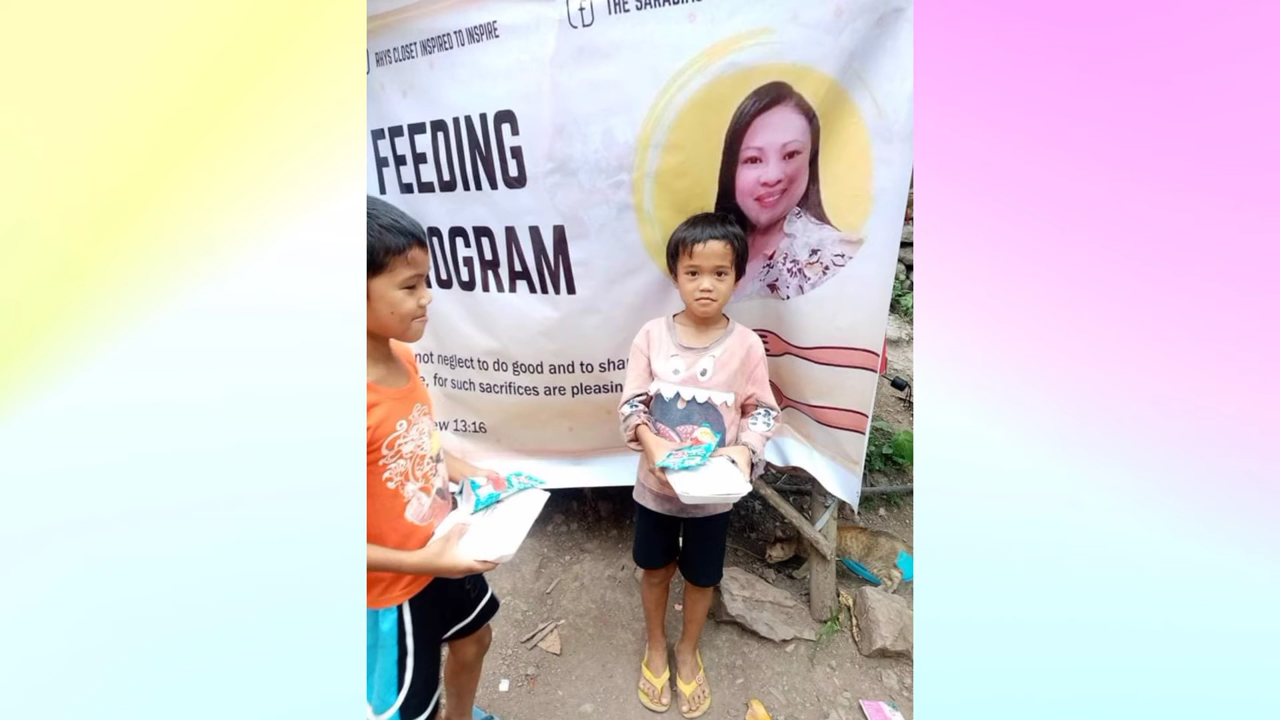 RHYS CLOSET INSPIRED TO INSPIRE
f THE
FEEDING
OGRAM
not neglect to do good and to sha
, for such sacrifices are pleasin
ew 13:16